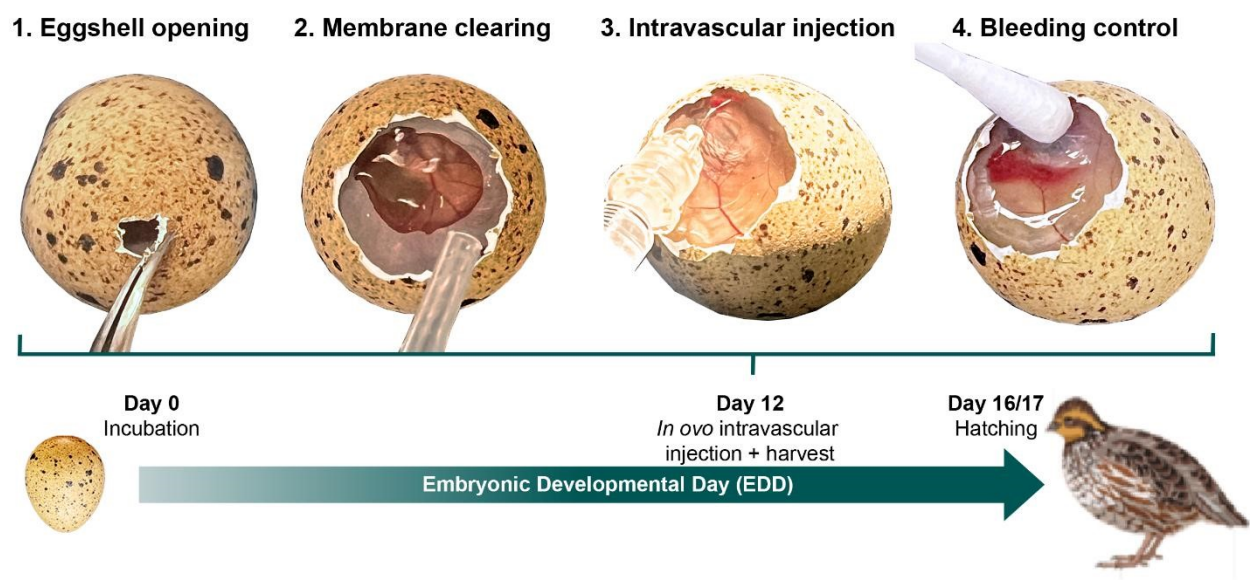 1. Eggshell opening
2. Membrane clearing
3. Intravascular injection
4. Bleeding control
Day 0
Incubation
Day 12
In ovo intravascular
injection + harvest
Day 16/17
Hatching
Embryonic Developmental Day (EDD)